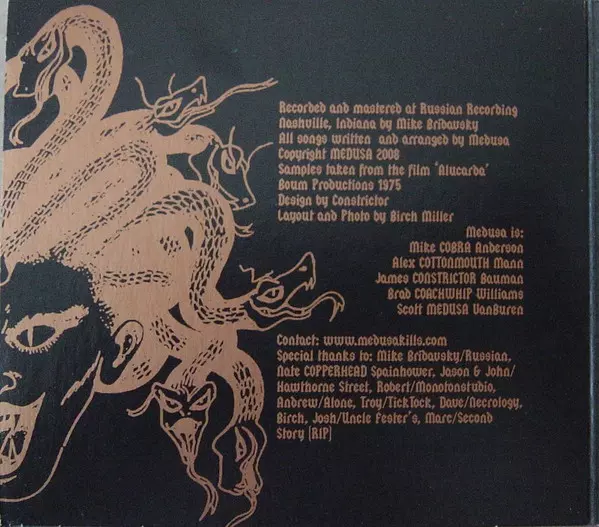 Recorded and mastered at Russian Recording
Nashville, Indiana by Mike Bridavsky
All songs written and arranged by Medusa
Copyright MEDUSA 2008
Samples taken from the film 'Alucarda'
Boum Productions 1975
Design by Constrictor
Layout and Photo by Birch Miller
Medusa is:
Mike COBRA Anderson
Alex COTTONMOUTH Mann
James CONSTRICTOR Bauman
Brad COACHWHIP Williams
Scott MEDUSA VanBuren
Contact: www.medusakills.com
Special thanks to: Mike Bridavsky/Russian,
Nate COPPERHEAD Spainhower, Jason & John/
Hawthorne Street, Robert/Monotonstudio,
Andrew/Alone, Troy/TickTock, Dave/Necrology,
Birch, Josh/Uncle Fester's, Marc/Second
Story (RIP)